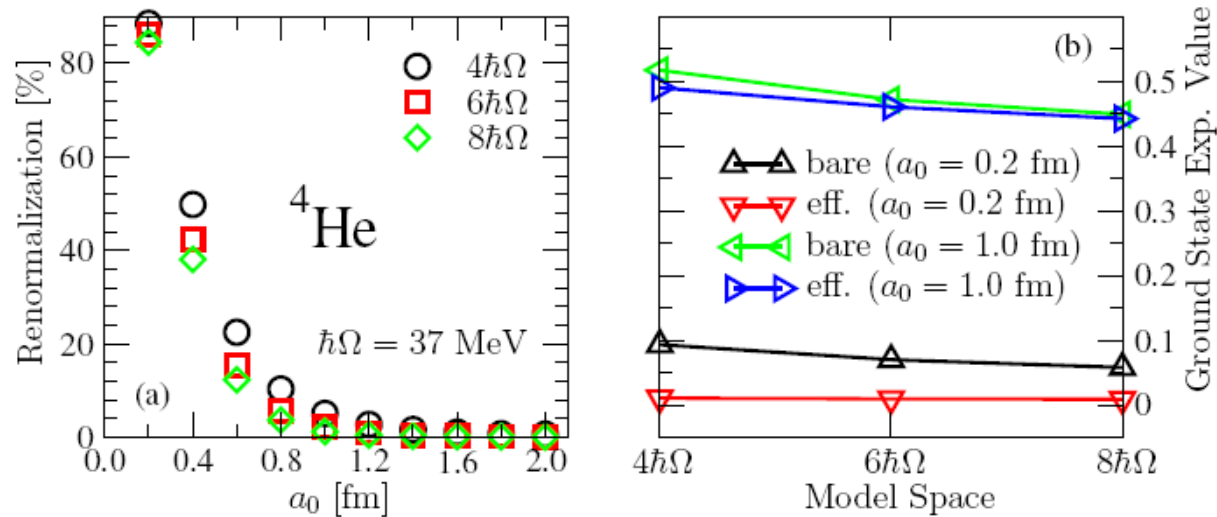 Renormalization [%]
80
60
40
20
0
4ℏΩ
6ℏΩ
8ℏΩ
⁴He
ℏΩ = 37 MeV
(a)
0.0 0.4 0.8 1.2 1.6 2.0
a₀ [fm]
(b)
bare (a₀ = 0.2 fm)
eff. (a₀ = 0.2 fm)
bare (a₀ = 1.0 fm)
eff. (a₀ = 1.0 fm)
0.5
0.4
0.3
0.2
0.1
0
Ground State Exp. Value
4ℏΩ 6ℏΩ 8ℏΩ
Model Space